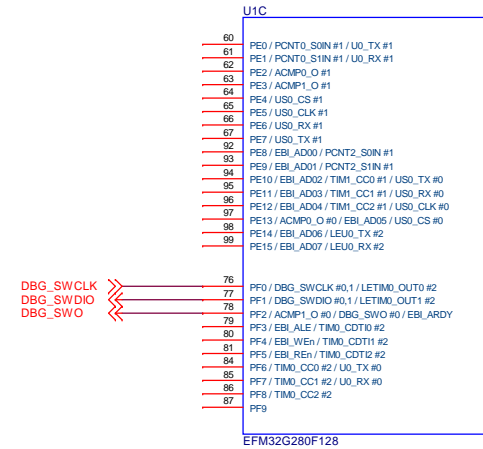 U1C
60 PE0 / PCNT0_S0IN #1 / U0_TX #1
61 PE1 / PCNT0_S1IN #1 / U0_RX #1
62 PE2 / ACMP0_O #1
63 PE3 / ACMP1_O #1
64 PE4 / US0_CS #1
65 PE5 / US0_CLK #1
66 PE6 / US0_RX #1
67 PE7 / US0_TX #1
92 PE8 / EBI_AD00 / PCNT2_S0IN #1
93 PE9 / EBI_AD01 / PCNT2_S1IN #1
94 PE10 / EBI_AD02 / TIM1_CC0 #1 / US0_TX #0
95 PE11 / EBI_AD03 / TIM1_CC1 #1 / US0_RX #0
96 PE12 / EBI_AD04 / TIM1_CC2 #1 / US0_CLK #0
97 PE13 / ACMP0_O #0 / EBI_AD05 / US0_CS #0
98 PE14 / EBI_AD06 / LEU0_TX #2
99 PE15 / EBI_AD07 / LEU0_RX #2
DBG_SWCLK 76 PF0 / DBG_SWCLK #0,1 / LETIM0_OUT0 #2
DBG_SWDIO 77 PF1 / DBG_SWDIO #0,1 / LETIM0_OUT1 #2
DBG_SWO 78 PF2 / ACMP1_O #0 / DBG_SWO #0 / EBI_ARDY
79 PF3 / EBI_ALE / TIM0_CDTI0 #2
80 PF4 / EBI_WEn / TIM0_CDTI1 #2
81 PF5 / EBI_REn / TIM0_CDTI2 #2
84 PF6 / TIM0_CC0 #2 / U0_TX #0
85 PF7 / TIM0_CC1 #2 / U0_RX #0
86 PF8 / TIM0_CC2 #2
87 PF9
EFM32G280F128